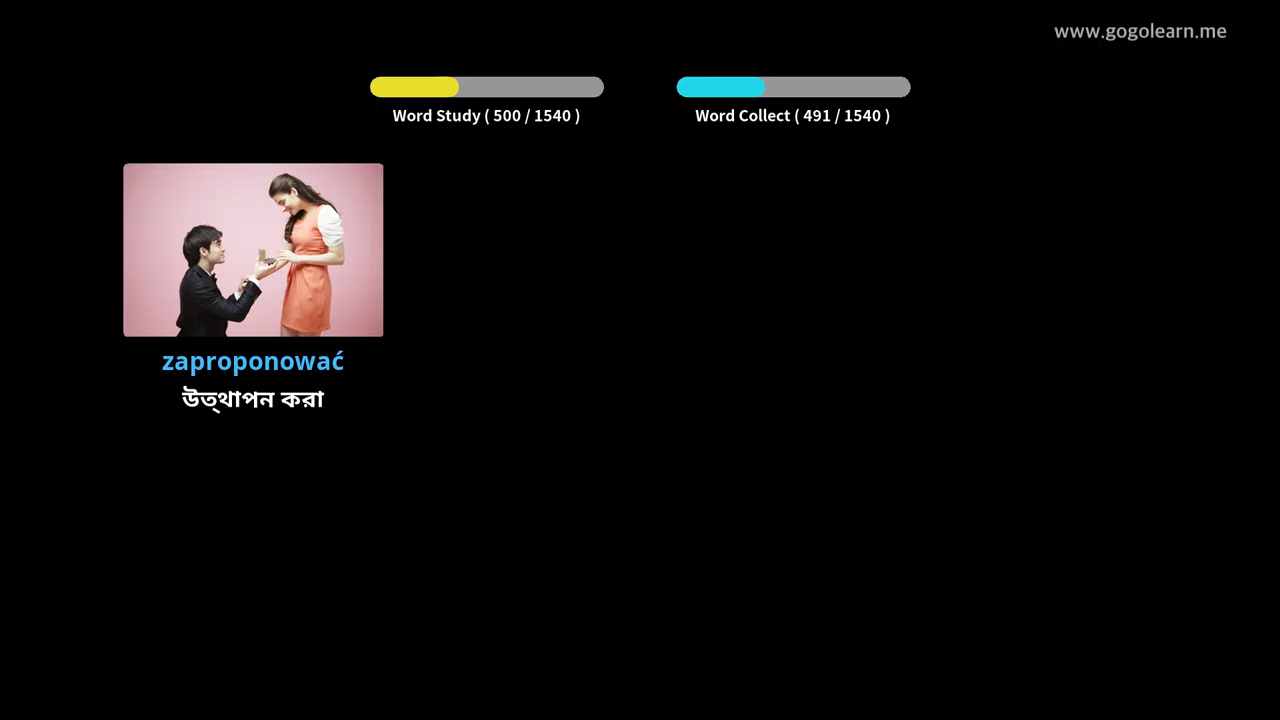 www.gogolearn.me
Word Study ( 500 / 1540 )
Word Collect ( 491 / 1540 )
zaproponować
উত্থাপন করা